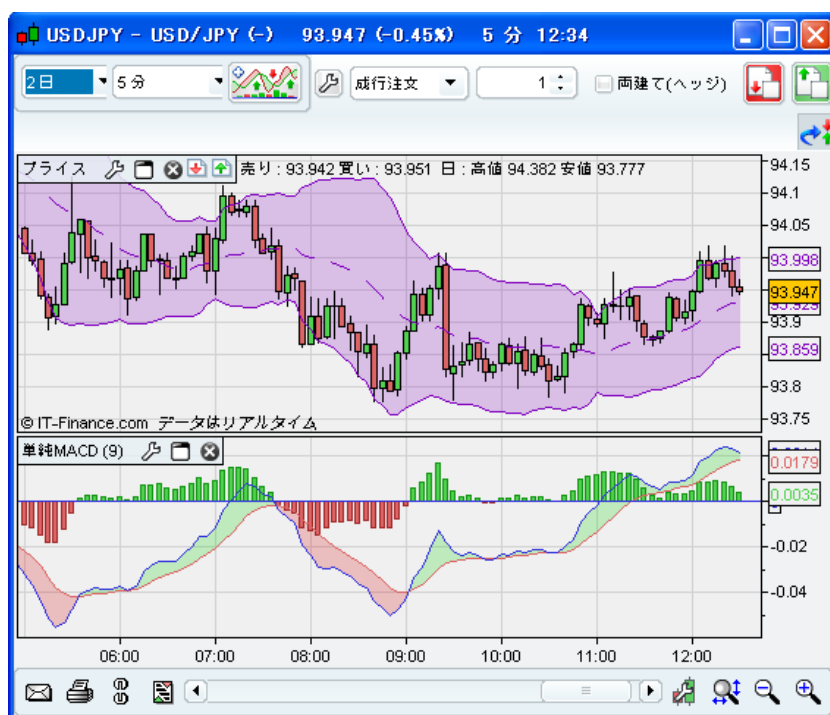 USDJPY - USD/JPY (-) 93.947 (-0.45%) 5 分 12:34
2日 5分 成行注文 1 両建て(ヘッジ)
プライス 売り : 93.942 買い : 93.951 日 : 高値 94.382 安値 93.777
94.15
94.1
94.05
93.998
93.947
93.9
93.859
93.8
93.75
© IT-Finance.com データはリアルタイム
単純MACD (9)
0.0179
0.0035
-0.02
-0.04
06:00 07:00 08:00 09:00 10:00 11:00 12:00